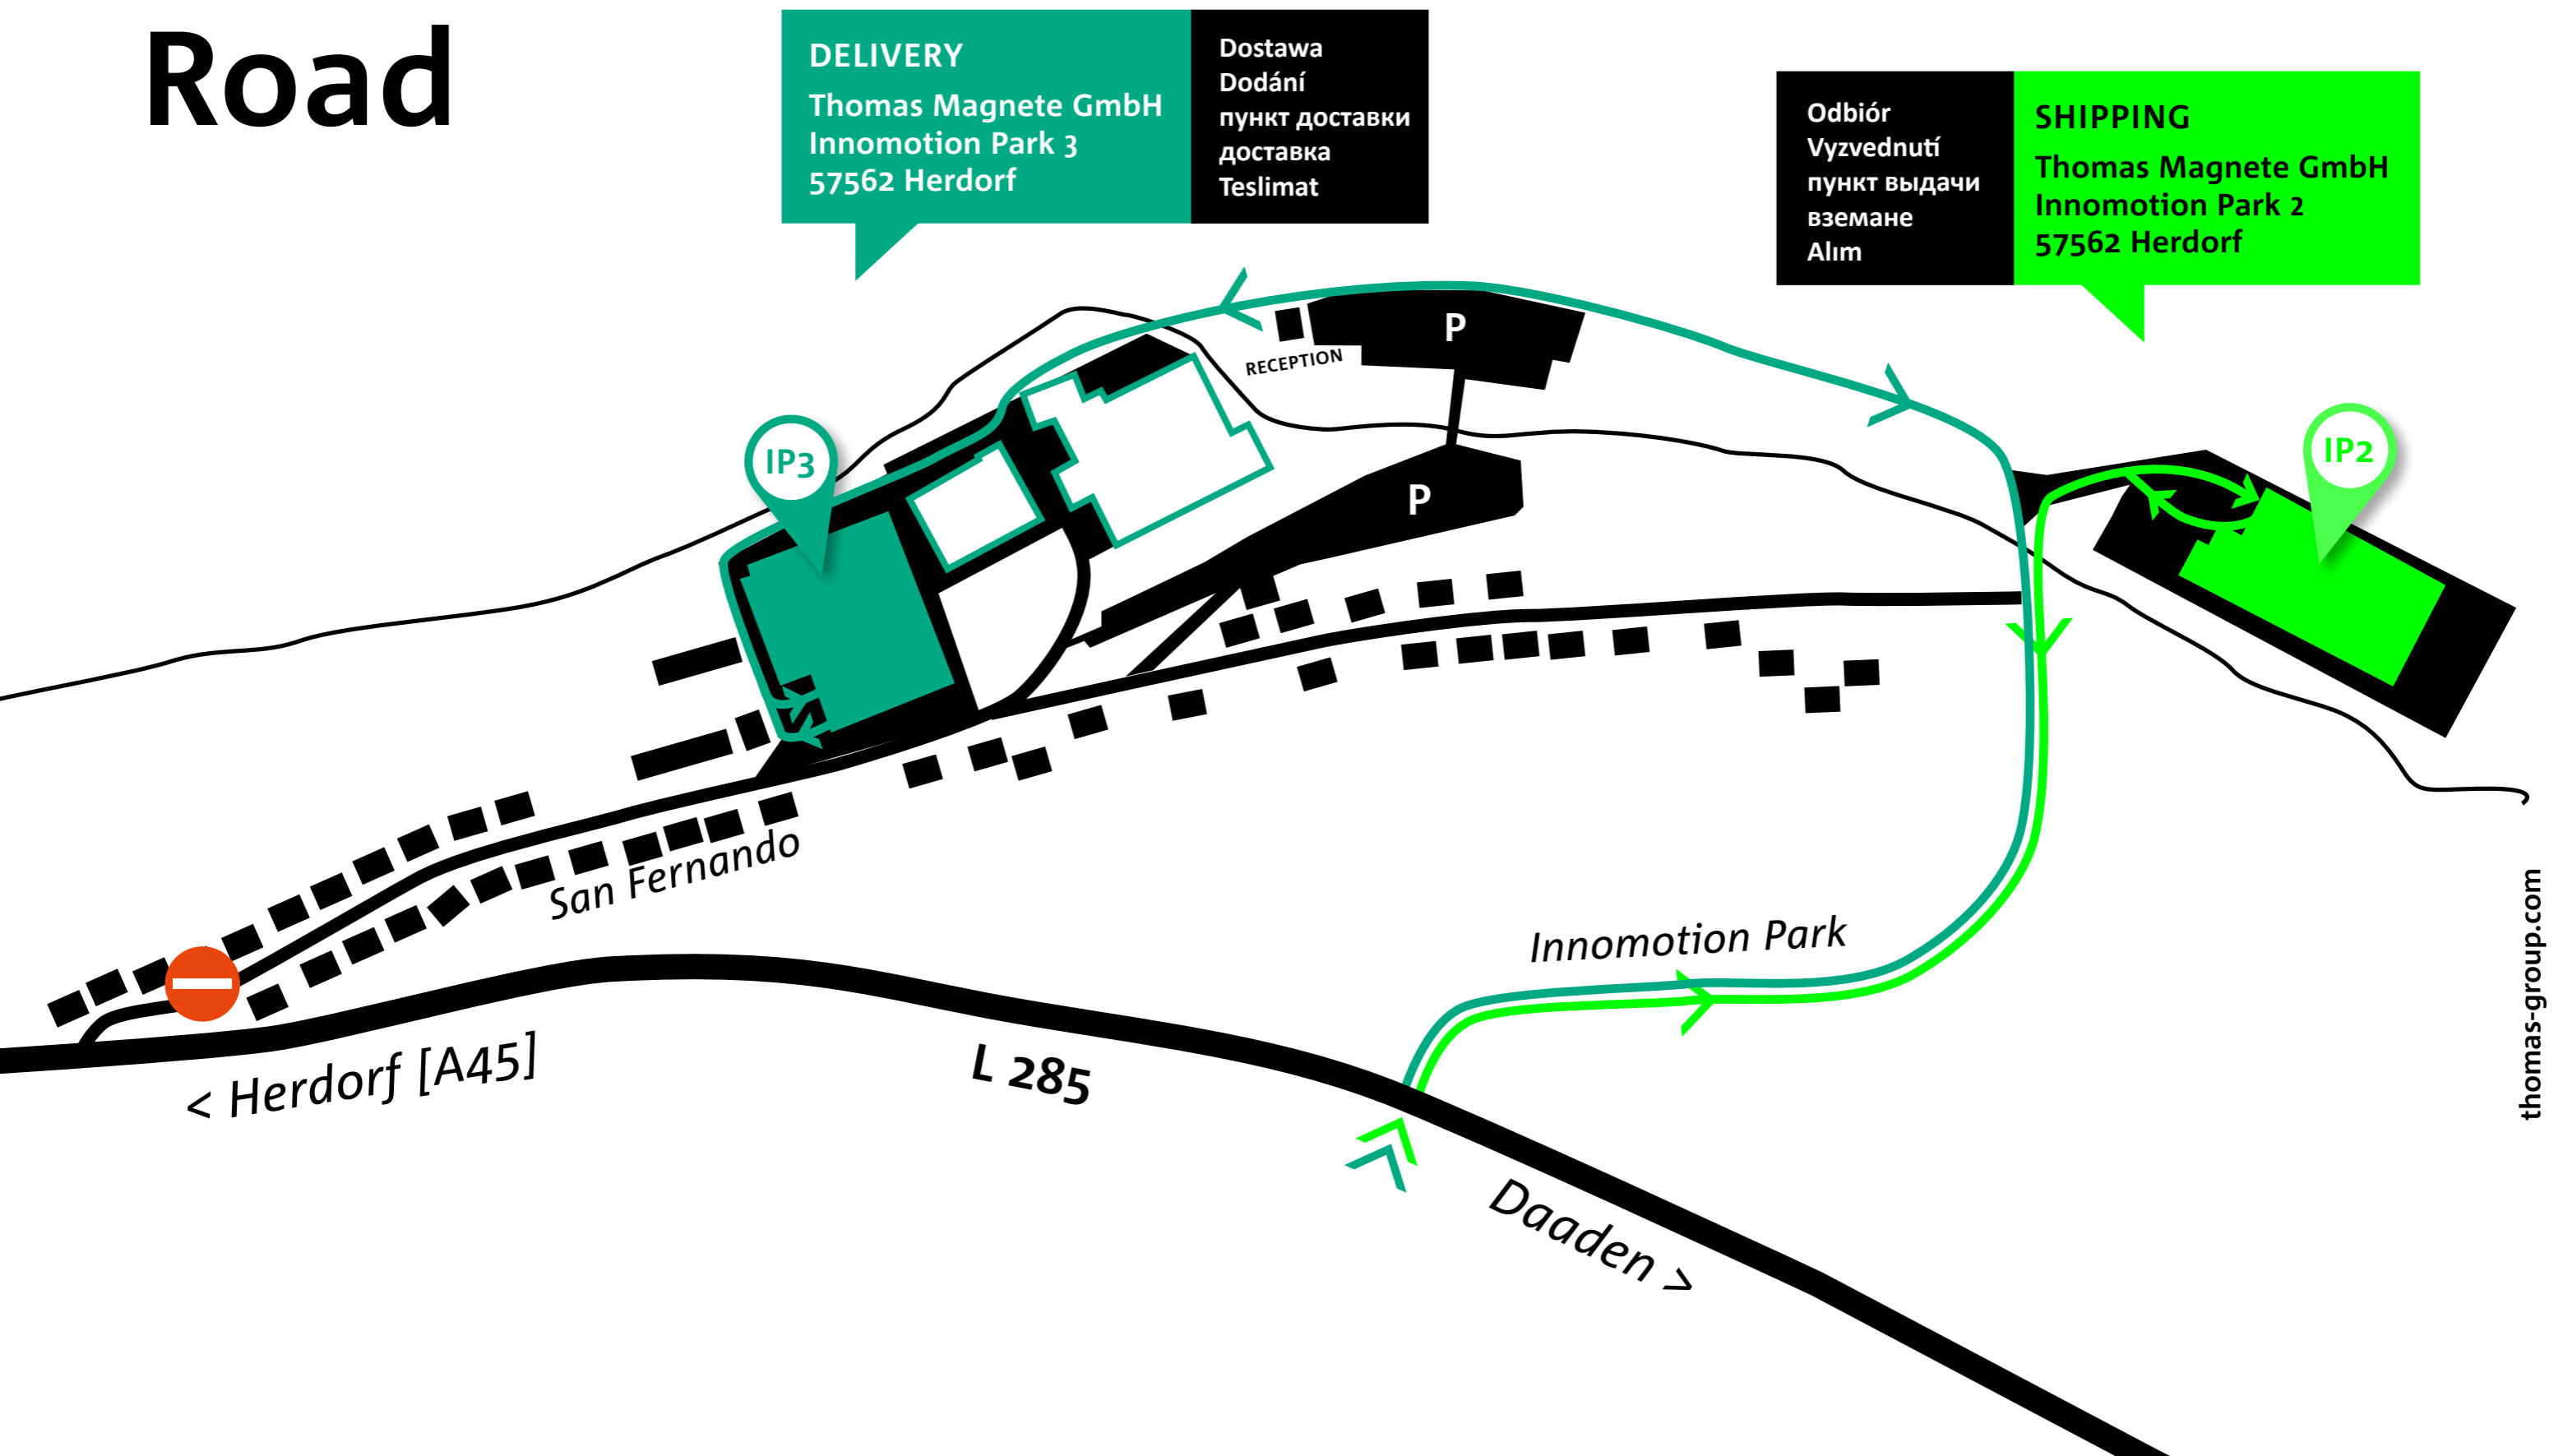 Road
DELIVERY
Thomas Magnete GmbH
Innomotion Park 3
57562 Herdorf
Dostawa
Dodání
пункт доставки
доставка
Teslimat
Odbiór
Vyzvednutí
пункт выдачи
вземане
Alım
SHIPPING
Thomas Magnete GmbH
Innomotion Park 2
57562 Herdorf
P
RECEPTION
IP3
IP2
P
San Fernando
Innomotion Park
< Herdorf [A45]
L 285
Daaden >
thomas-group.com